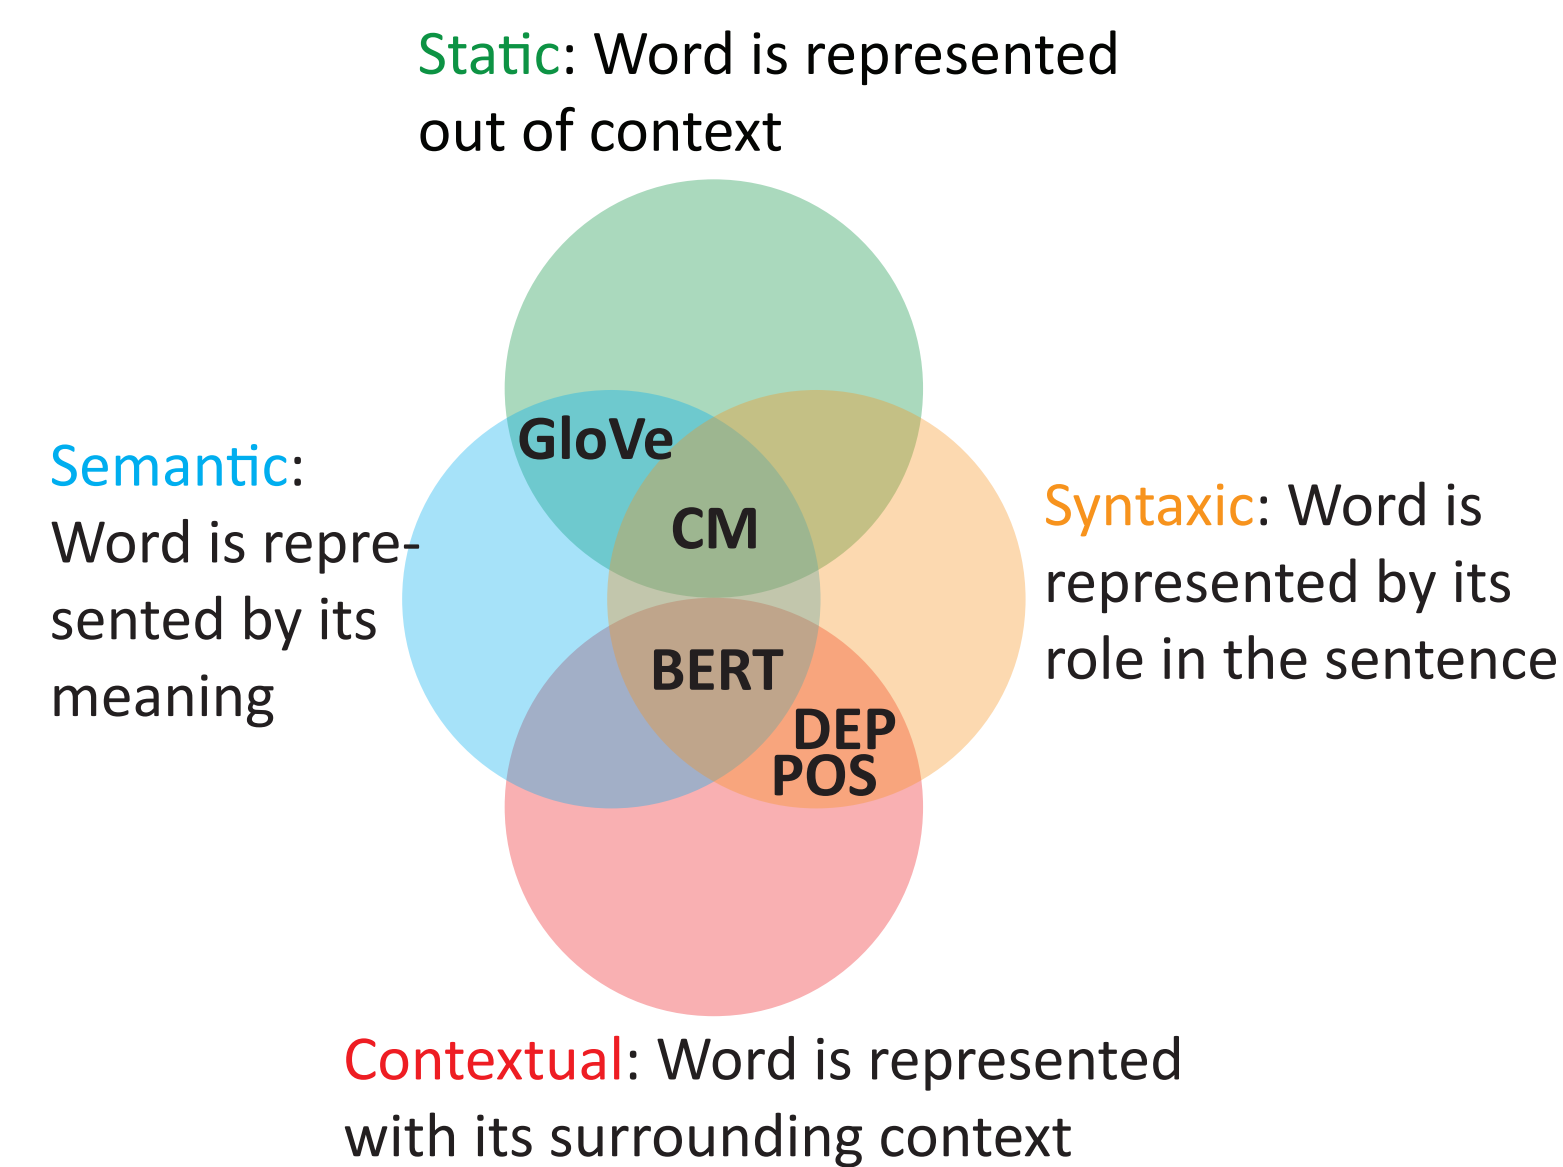 Static: Word is represented
out of context
GloVe
CM
Semantic:
Word is repre-
sented by its
meaning
Syntaxic: Word is
represented by its
role in the sentence
BERT
DEP
POS
Contextual: Word is represented
with its surrounding context